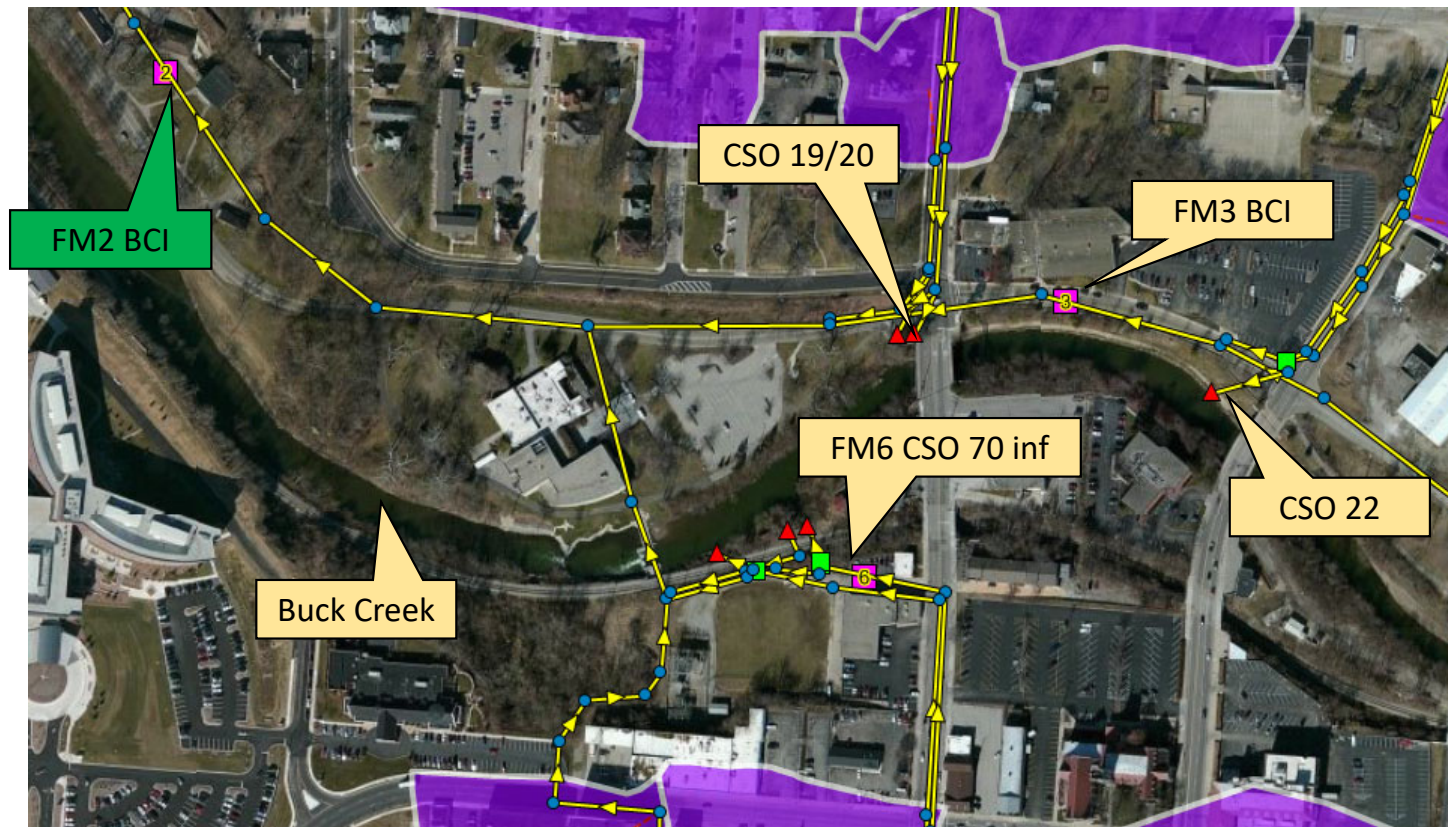 2
CSO 19/20
FM3 BCI
FM2 BCI
3
FM6 CSO 70 inf
CSO 22
6
Buck Creek